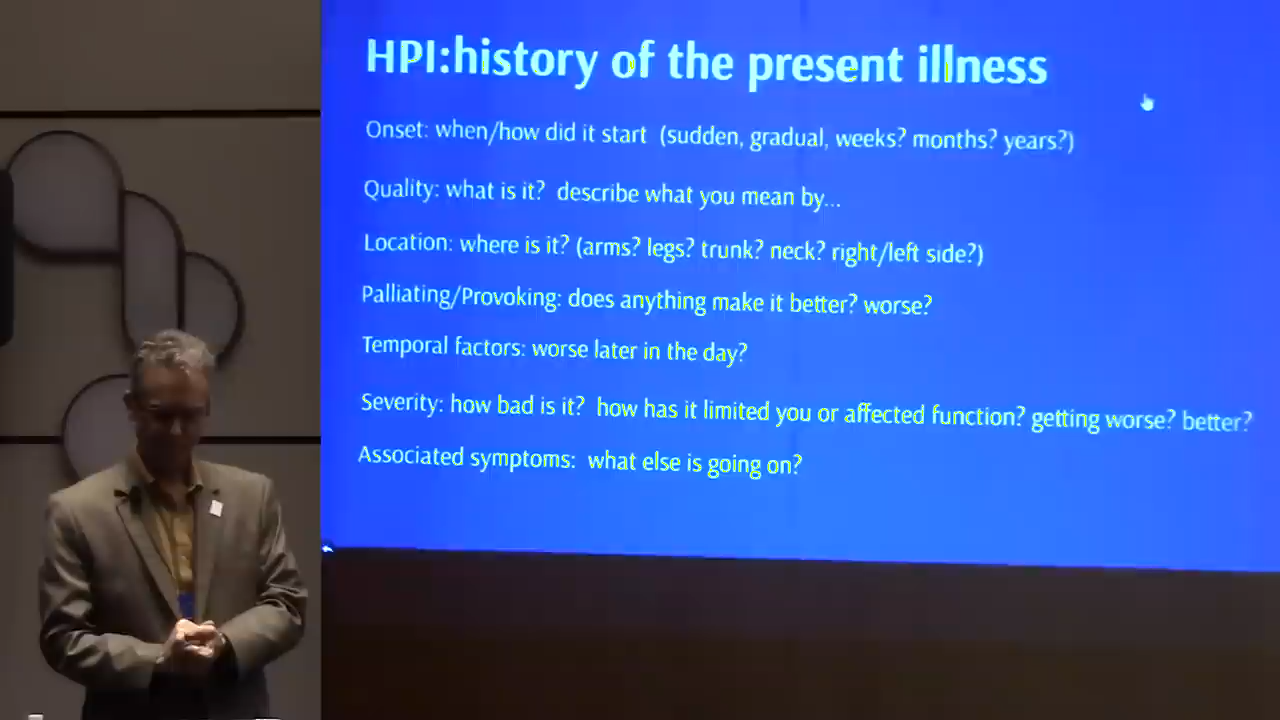 HPI:history of the present illness
Onset: when/how did it start (sudden, gradual, weeks? months? years?)
Quality: what is it? describe what you mean by...
Location: where is it? (arms? legs? trunk? neck? right/left side?)
Palliating/Provoking: does anything make it better? worse?
Temporal factors: worse later in the day?
Severity: how bad is it? how has it limited you or affected function? getting worse? better?
Associated symptoms: what else is going on?